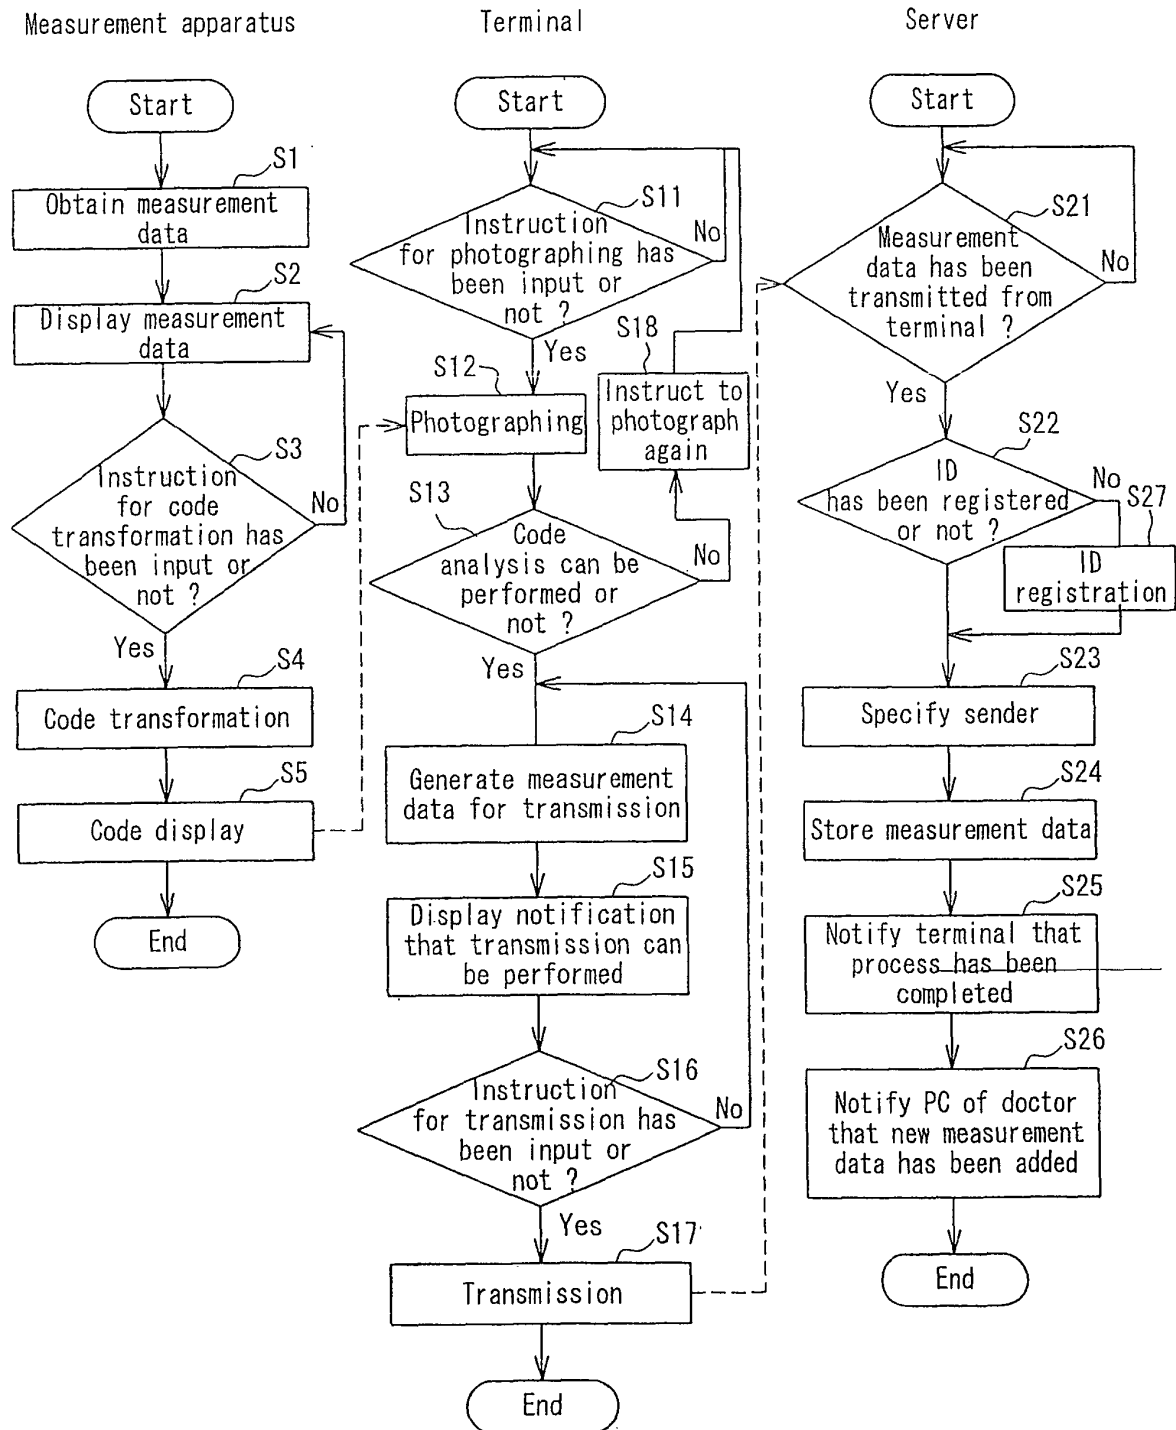 Measurement apparatus
Start
S1
Obtain measurement
data
S2
Display measurement
data
S3
Instruction
for code
transformation has
been input or
not ?
No
Yes
S4
Code transformation
S5
Code display
End
Terminal
Start
S11
Instruction
for photographing has
been input or
not ?
No
Yes
S12
Photographing
S18
Instruct to
photograph
again
S13
Code
analysis can be
performed or
not ?
No
Yes
S14
Generate measurement
data for transmission
S15
Display notification
that transmission can
be performed
S16
Instruction
for transmission has
been input or
not ?
No
Yes
S17
Transmission
End
Server
Start
S21
Measurement
data has been
transmitted from
terminal ?
No
Yes
S22
ID
has been registered
or not ?
No
S27
ID
registration
S23
Specify sender
S24
Store measurement data
S25
Notify terminal that
process has been
completed
S26
Notify PC of doctor
that new measurement
data has been added
End